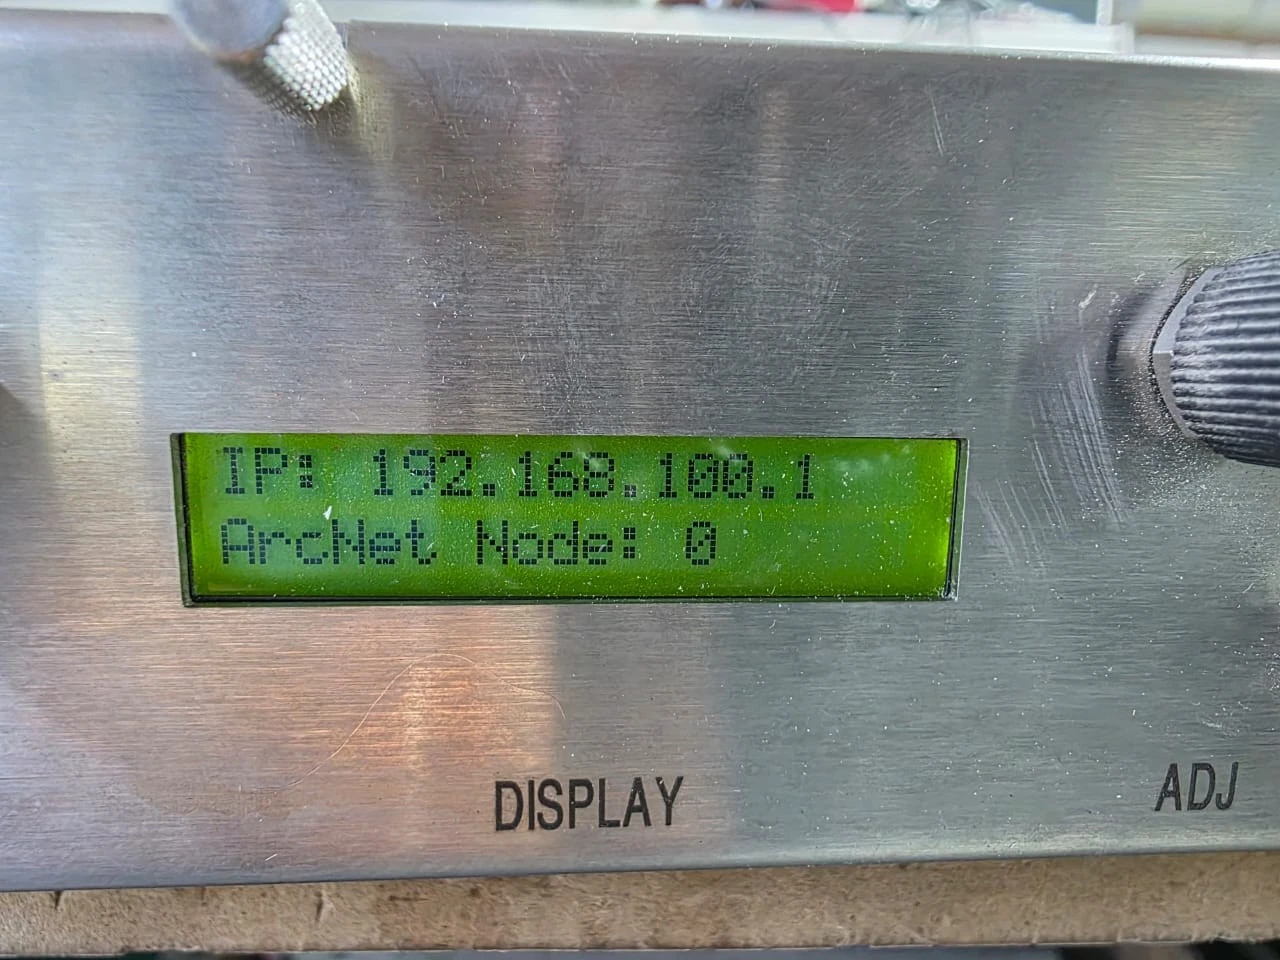 IP: 192.168.100.1
ArcNet Node: 0
DISPLAY
ADJ